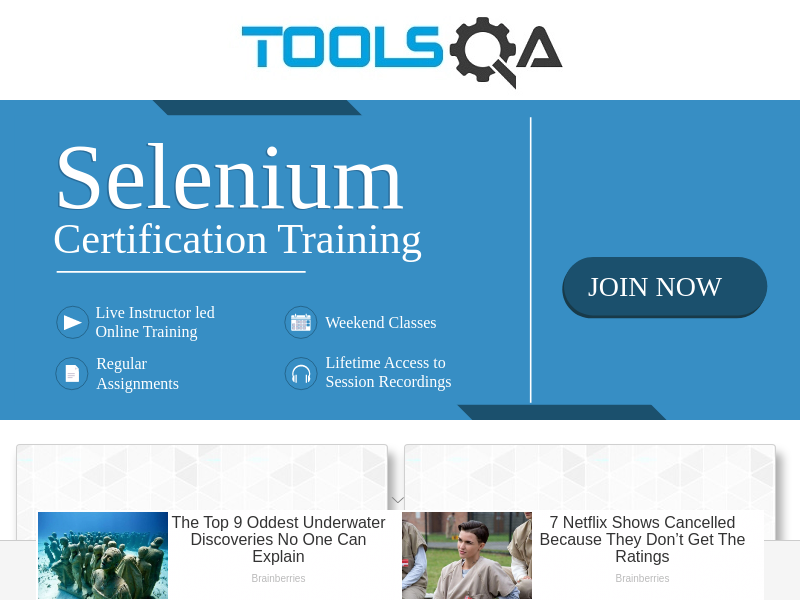 TOOLSQA
Selenium
Certification Training
JOIN NOW
Live Instructor led
Online Training
Weekend Classes
Regular
Assignments
Lifetime Access to
Session Recordings
The Top 9 Oddest Underwater
Discoveries No One Can
Explain
Brainberries
7 Netflix Shows Cancelled
Because They Don’t Get The
Ratings
Brainberries